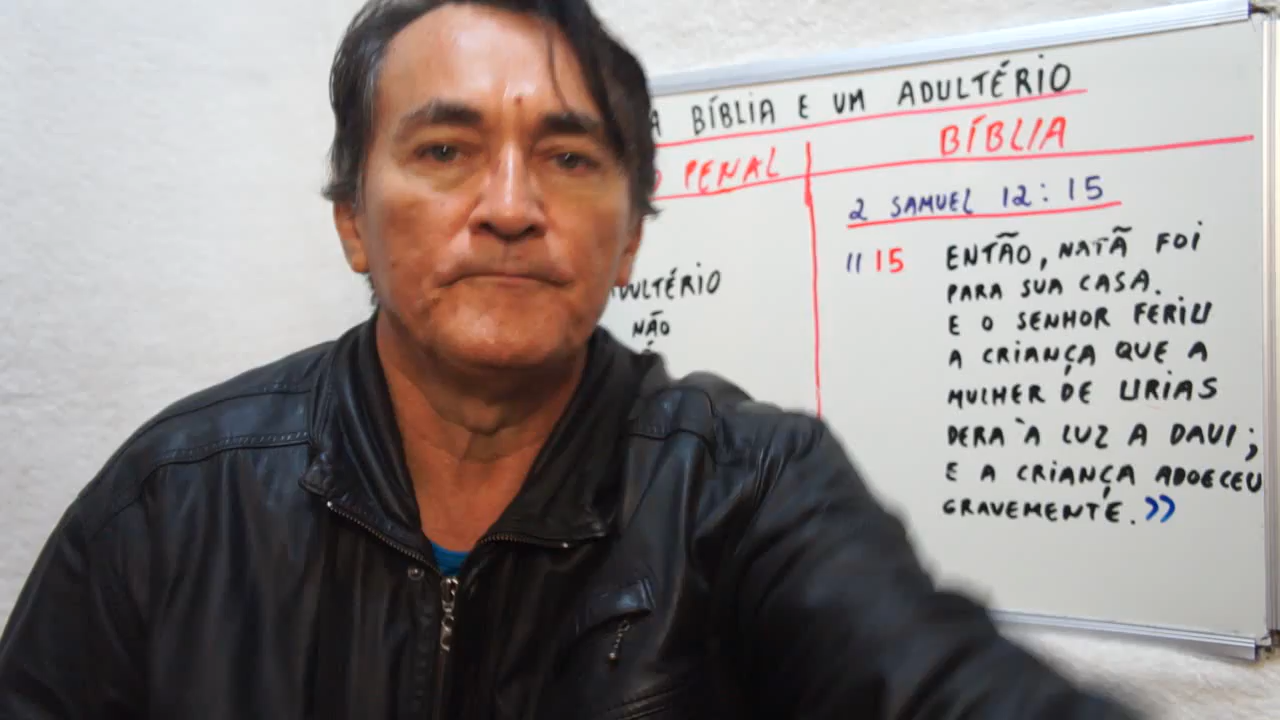 BÍBLIA E UM ADULTÉRIO
PENAL
BÍBLIA
ADULTÉRIO
NÃO
2 SAMUEL 12:15
"15 ENTÃO, NATÃ FOI
PARA SUA CASA.
E O SENHOR FERIU
A CRIANÇA QUE A
MULHER DE URIAS
DERA À LUZ A DAVI;
E A CRIANÇA ADOECEU
GRAVEMENTE.»